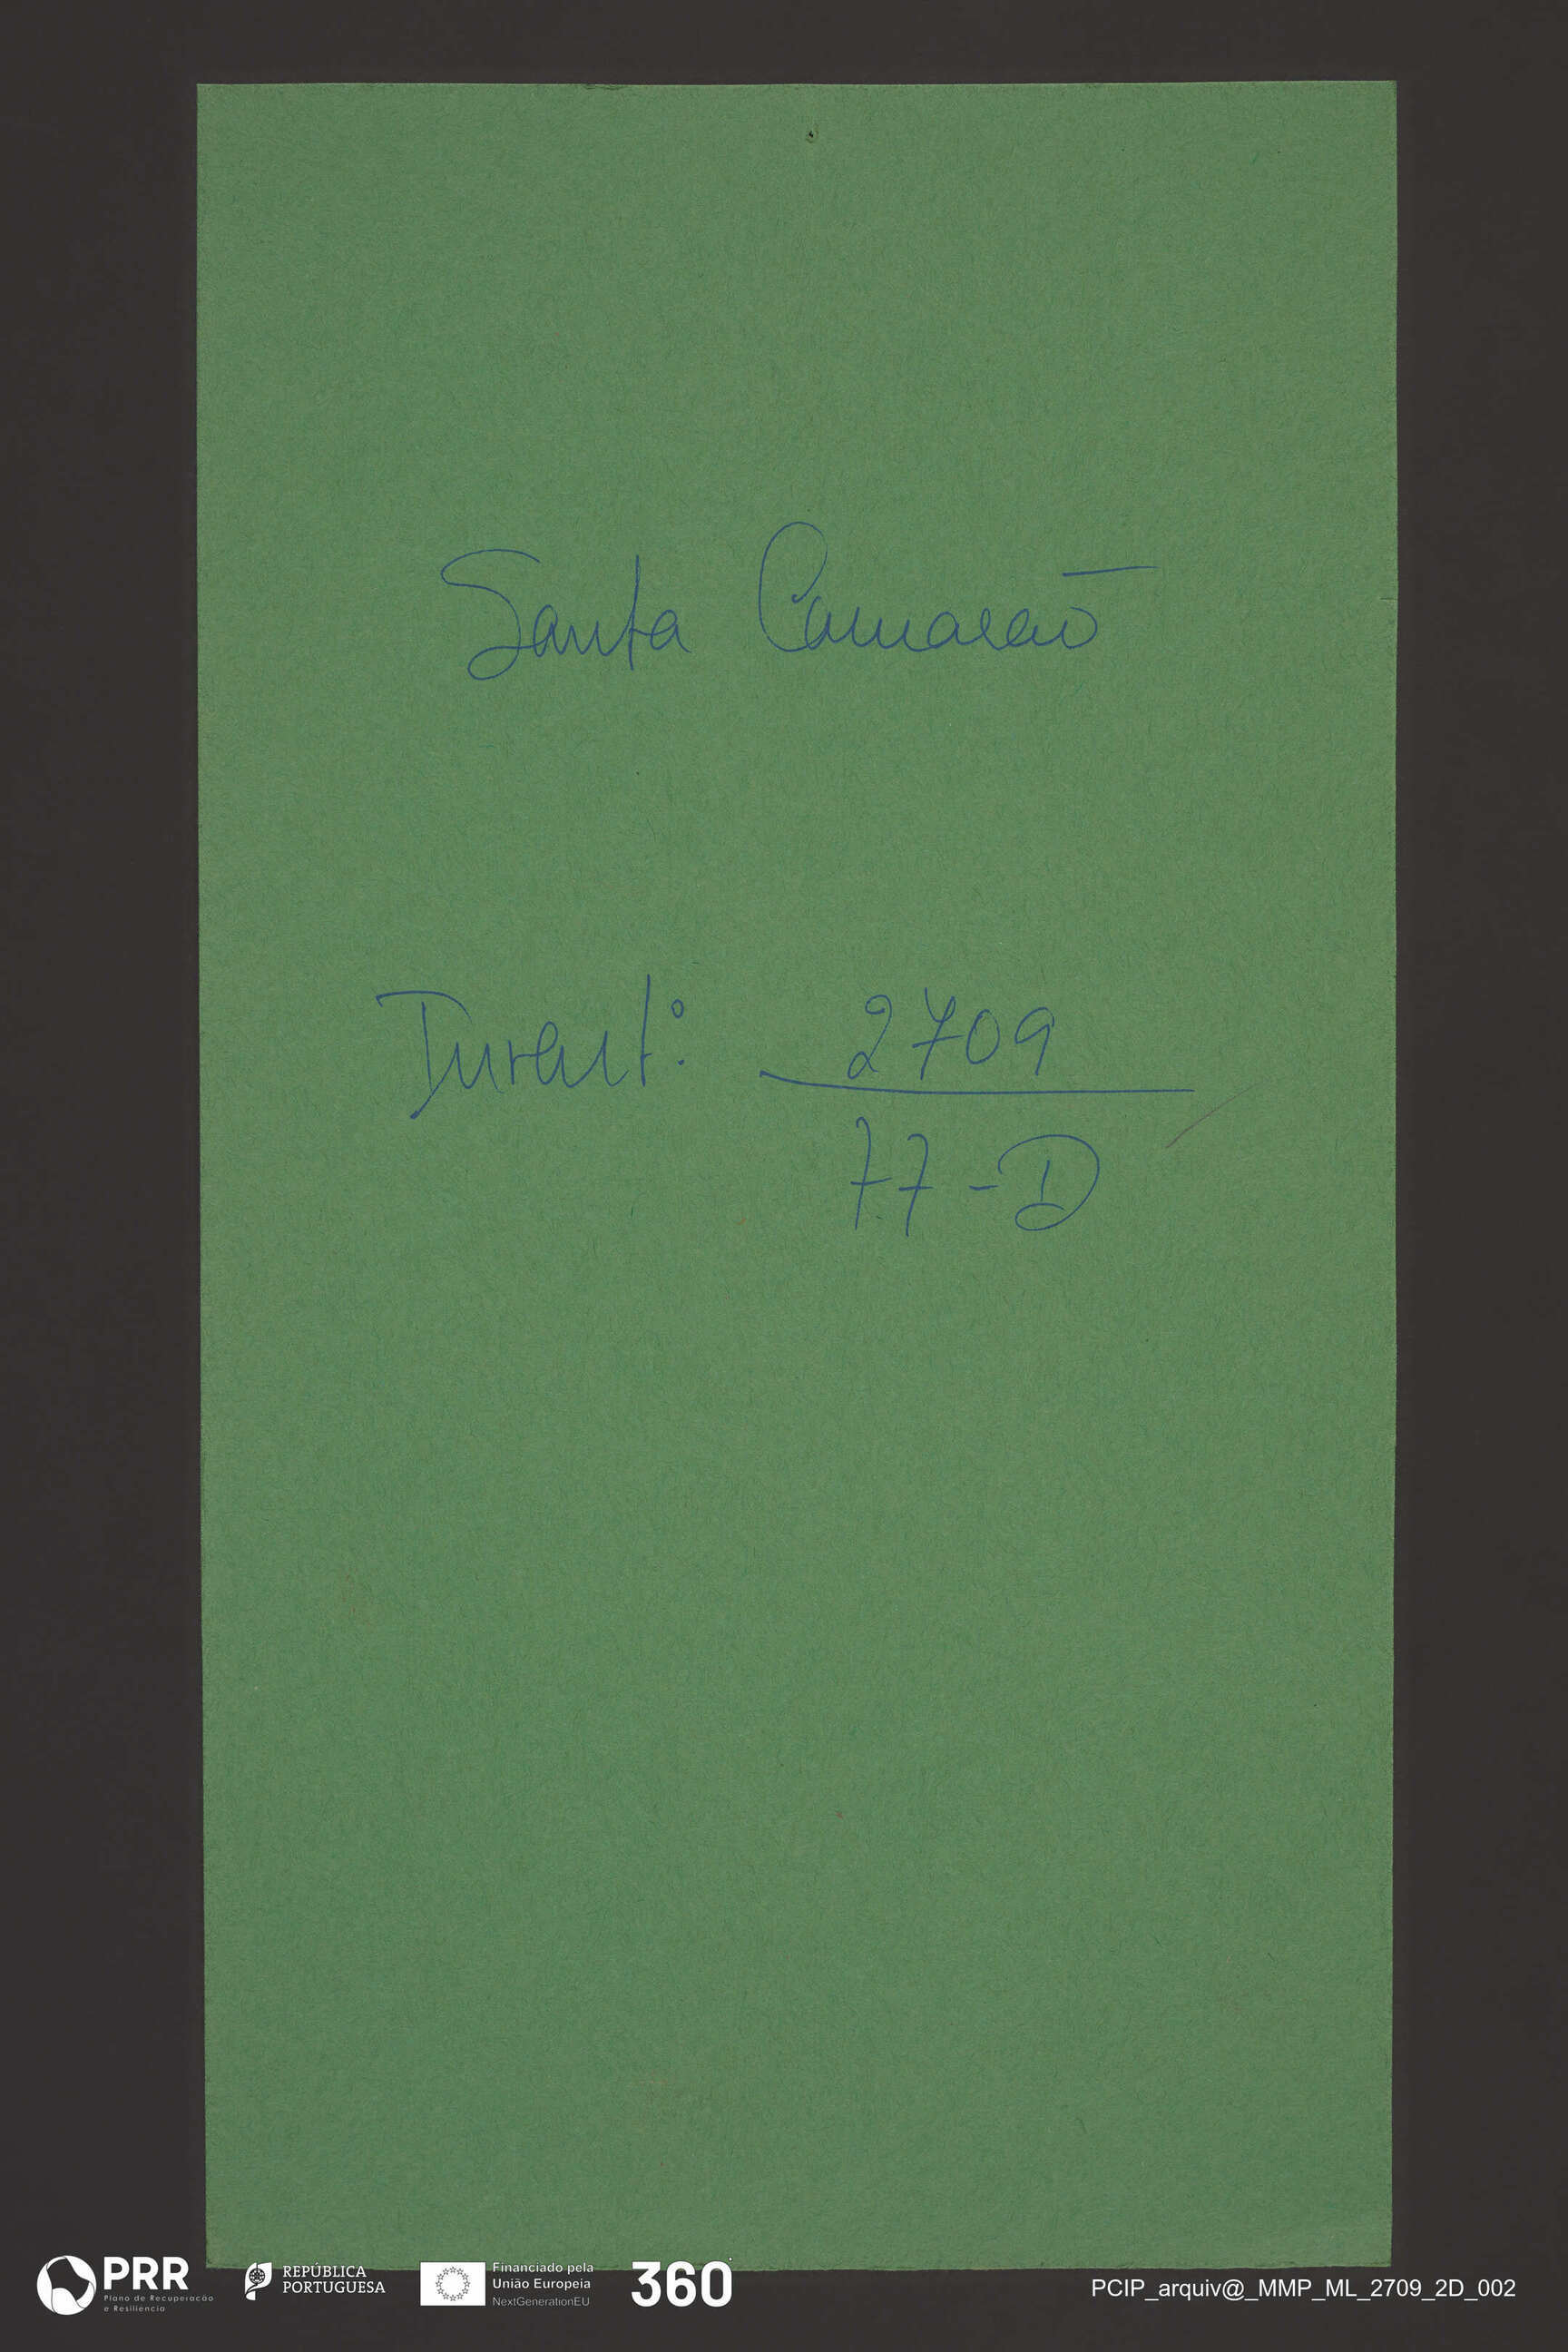 Santa Camarão
Invent.º: 2709
77-D
PRR
Plano de Recuperação
e Resiliência
REPÚBLICA
PORTUGUESA
Financiado pela
União Europeia
NextGenerationEU
360
PCIP_arquiv@_MMP_ML_2709_2D_002